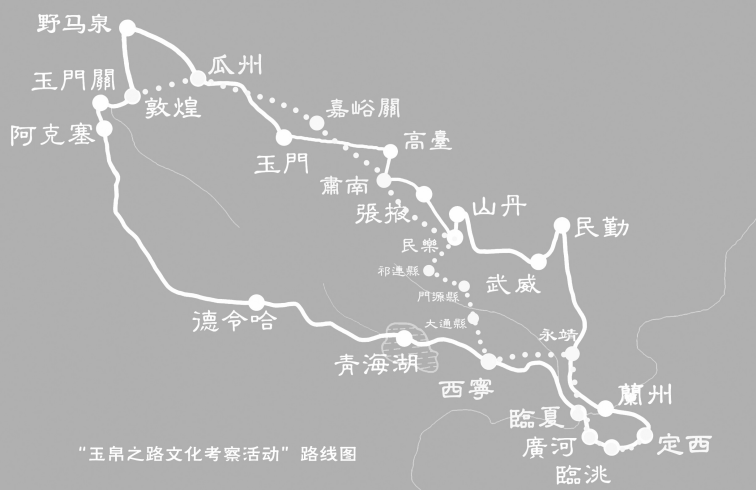 野马泉
瓜州
玉門關
敦煌
嘉峪關
阿克塞
高臺
玉門
肅南
張掖
山丹
民勤
民樂
祁連縣
武威
門源縣
德令哈
大通縣
永靖
青海湖
西寧
蘭州
臨夏
廣河
定西
臨洮
“玉帛之路文化考察活动”路线图